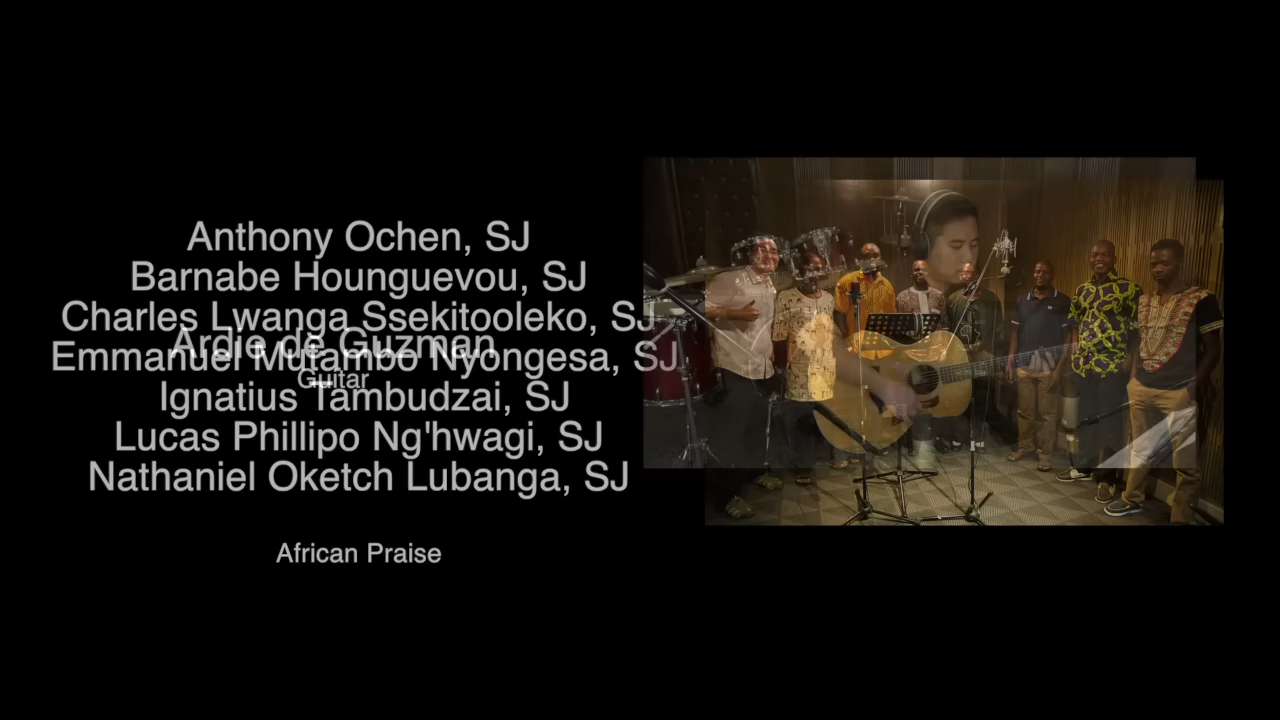 Anthony Ochen, SJ
Barnabe Hounguevou, SJ
Charles Lwanga Ssekitooleko, SJ
Ardie de Guzman
Emmanuel Mutambo Nyongesa, SJ
Guitar
Ignatius Tambudzai, SJ
Lucas Phillipo Ng'hwagi, SJ
Nathaniel Oketch Lubanga, SJ
African Praise